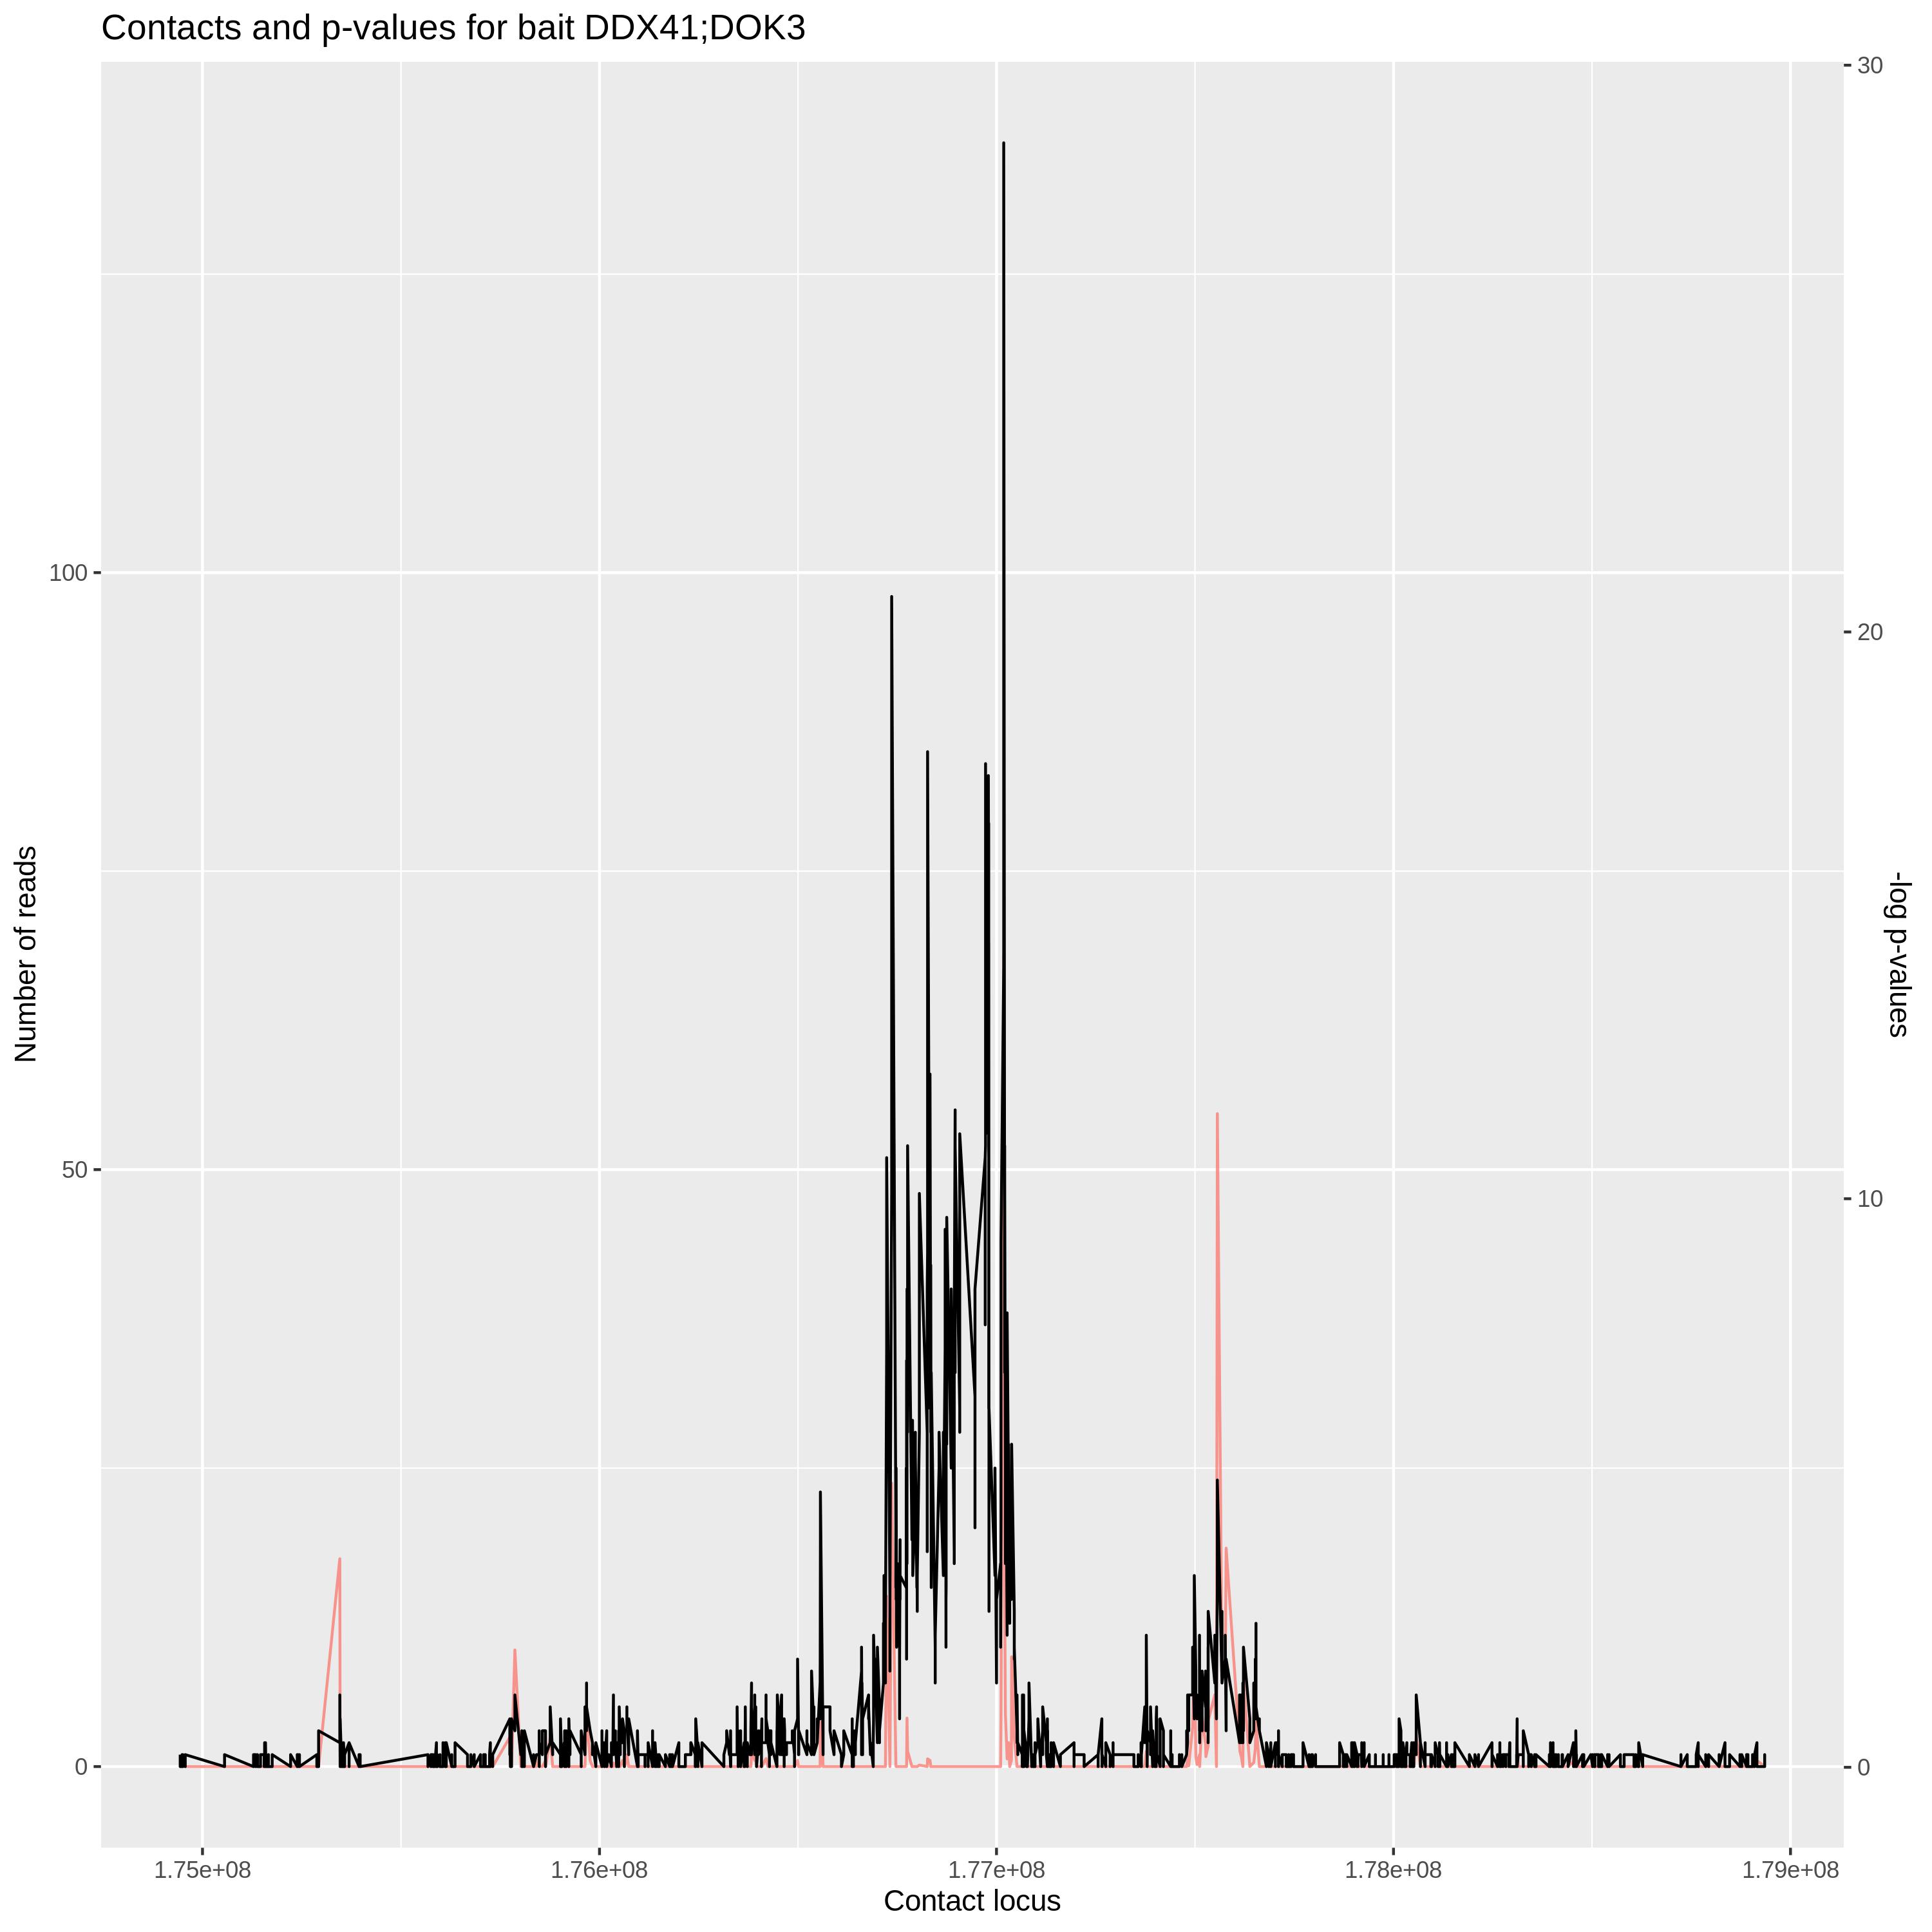 Contacts and p-values for bait DDX41;DOK3
30
20
10
0
100
50
0
Number of reads
-log p-values
1.75e+08 1.76e+08 1.77e+08 1.78e+08 1.79e+08
Contact locus